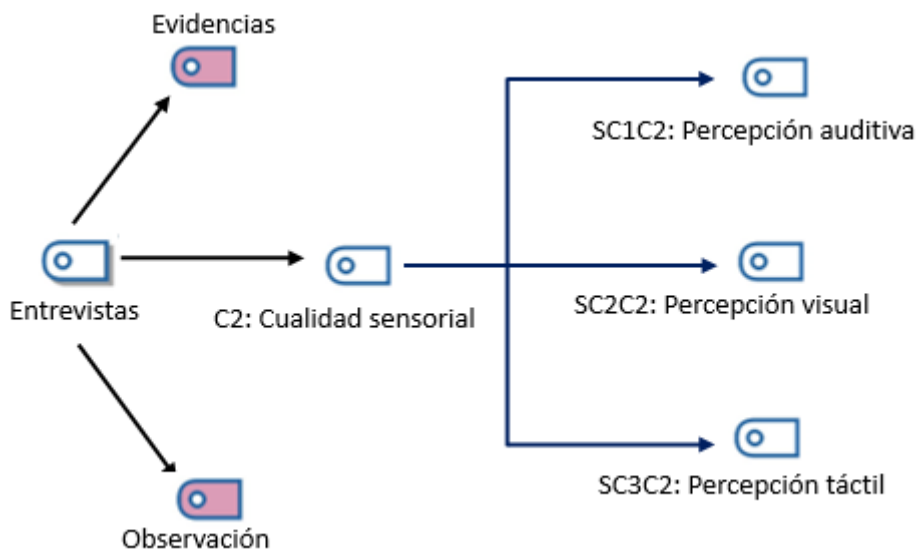 Evidencias
SC1C2: Percepción auditiva
Entrevistas
C2: Cualidad sensorial
SC2C2: Percepción visual
SC3C2: Percepción táctil
Observación